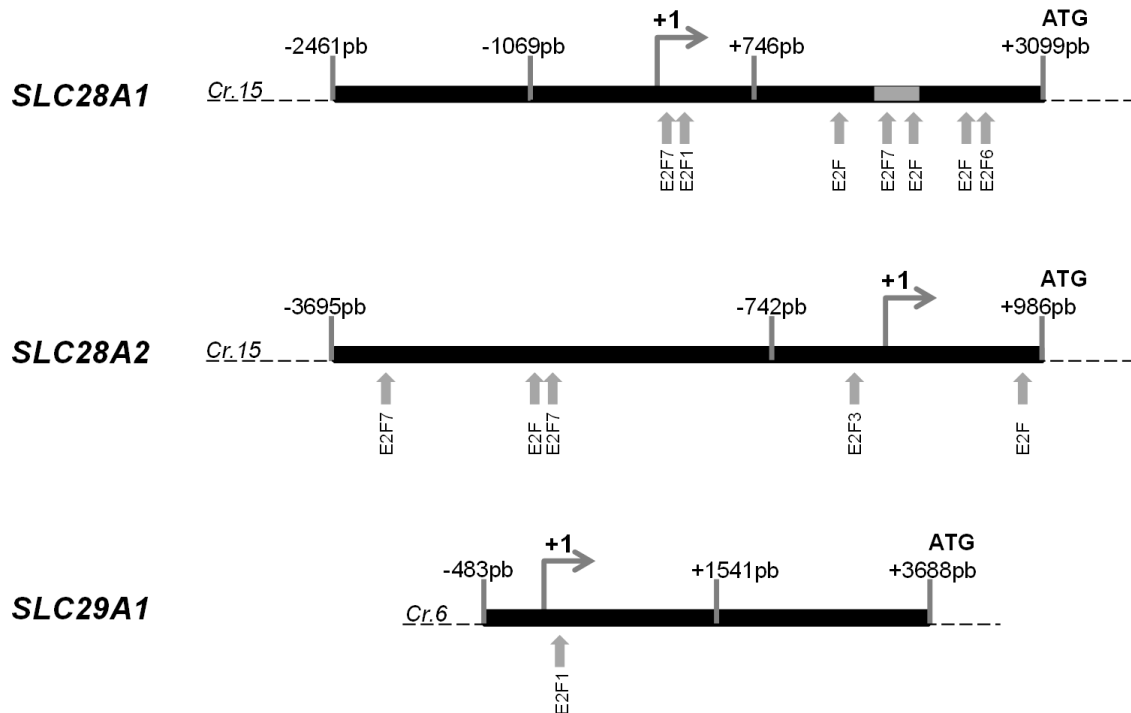 +1
ATG
-2461pb
-1069pb
+746pb
+3099pb
SLC28A1
Cr.15
E2F7
E2F1
E2F
E2F7
E2F
E2F
E2F6
+1
ATG
-3695pb
-742pb
+986pb
SLC28A2
Cr.15
E2F7
E2F
E2F7
E2F3
E2F
+1
ATG
-483pb
+1541pb
+3688pb
SLC29A1
Cr.6
E2F1